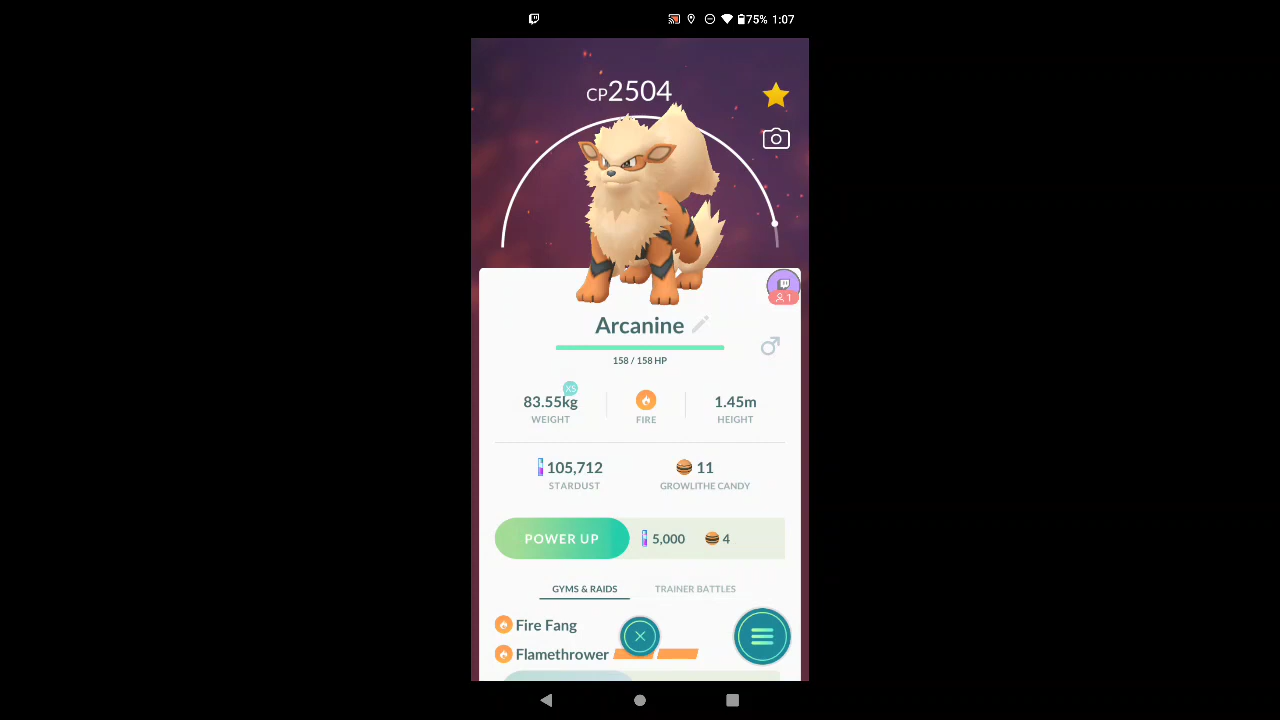 75% 1:07
CP2504
1
Arcanine
158 / 158 HP
XS
83.55kg 1.45m
WEIGHT FIRE HEIGHT
105,712 11
STARDUST GROWLITHE CANDY
POWER UP 5,000 4
GYMS & RAIDS TRAINER BATTLES
Fire Fang
Flamethrower